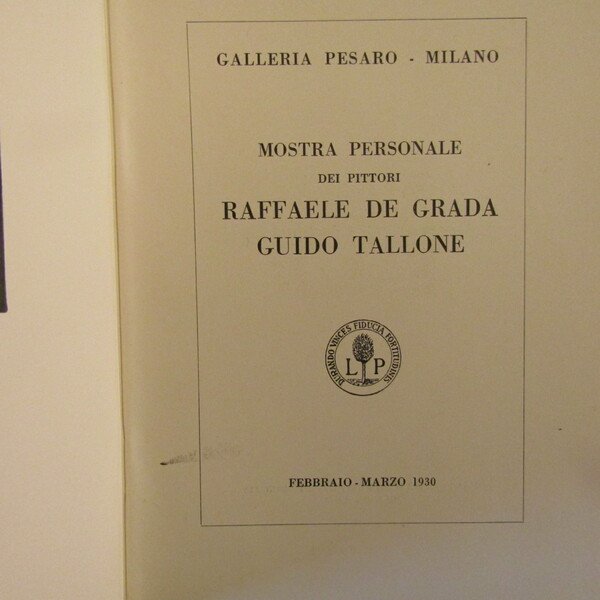 GALLERIA PESARO - MILANO
MOSTRA PERSONALE
DEI PITTORI
RAFFAELE DE GRADA
GUIDO TALLONE
DURANDO VINCES FIDUCIA FORTITUDINIS
L P
FEBBRAIO - MARZO 1930